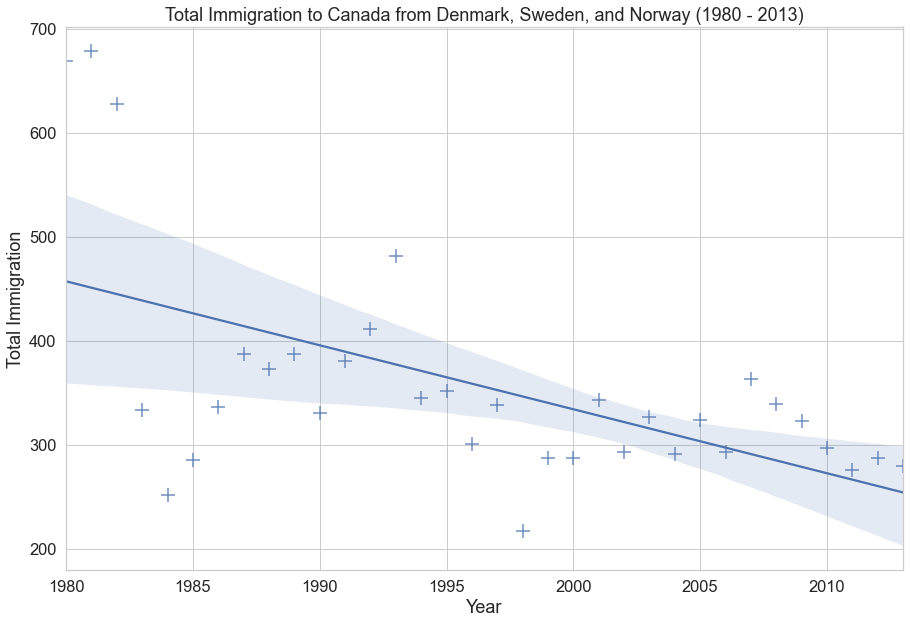 Total Immigration to Canada from Denmark, Sweden, and Norway (1980 - 2013)
700
600
500
400
300
200
Total Immigration
1980 1985 1990 1995 2000 2005 2010
Year